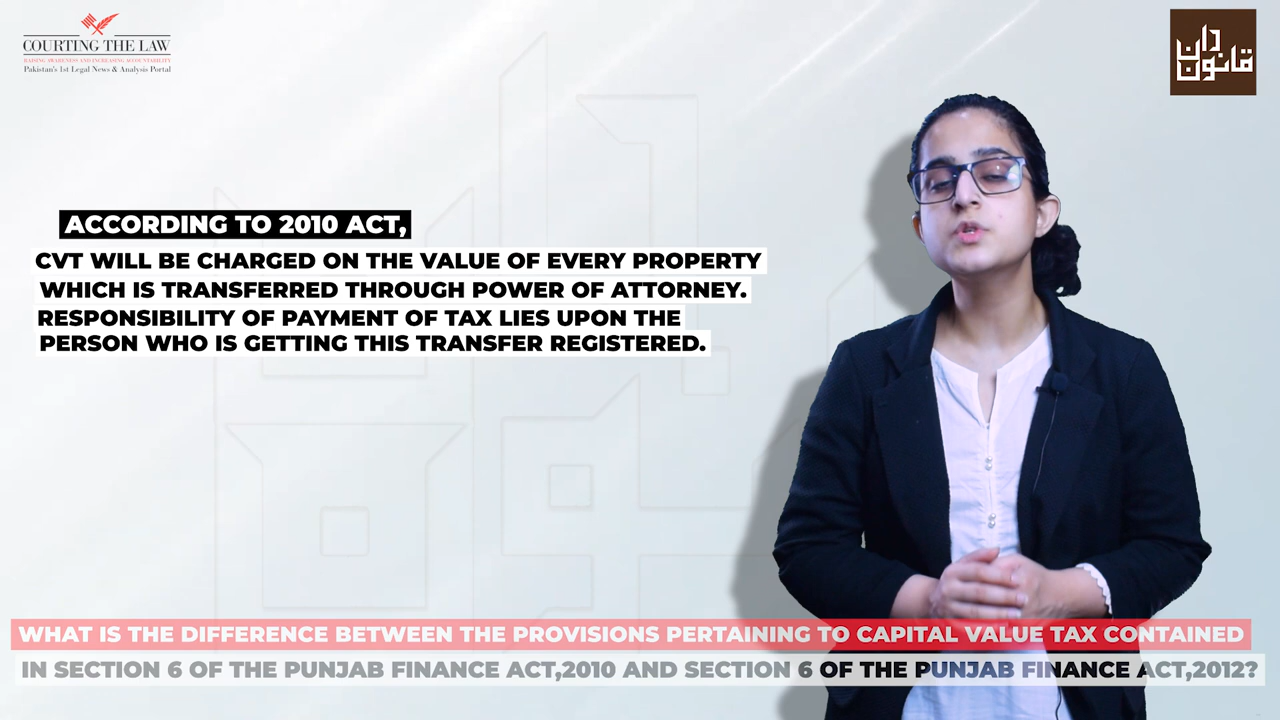 COURTING THE LAW
RAISING AWARENESS AND INCREASING ACCOUNTABILITY
Pakistan's 1st Legal News & Analysis Portal
قانون دان
ACCORDING TO 2010 ACT,
CVT WILL BE CHARGED ON THE VALUE OF EVERY PROPERTY
WHICH IS TRANSFERRED THROUGH POWER OF ATTORNEY.
RESPONSIBILITY OF PAYMENT OF TAX LIES UPON THE
PERSON WHO IS GETTING THIS TRANSFER REGISTERED.
WHAT IS THE DIFFERENCE BETWEEN THE PROVISIONS PERTAINING TO CAPITAL VALUE TAX CONTAINED
IN SECTION 6 OF THE PUNJAB FINANCE ACT,2010 AND SECTION 6 OF THE PUNJAB FINANCE ACT,2012?